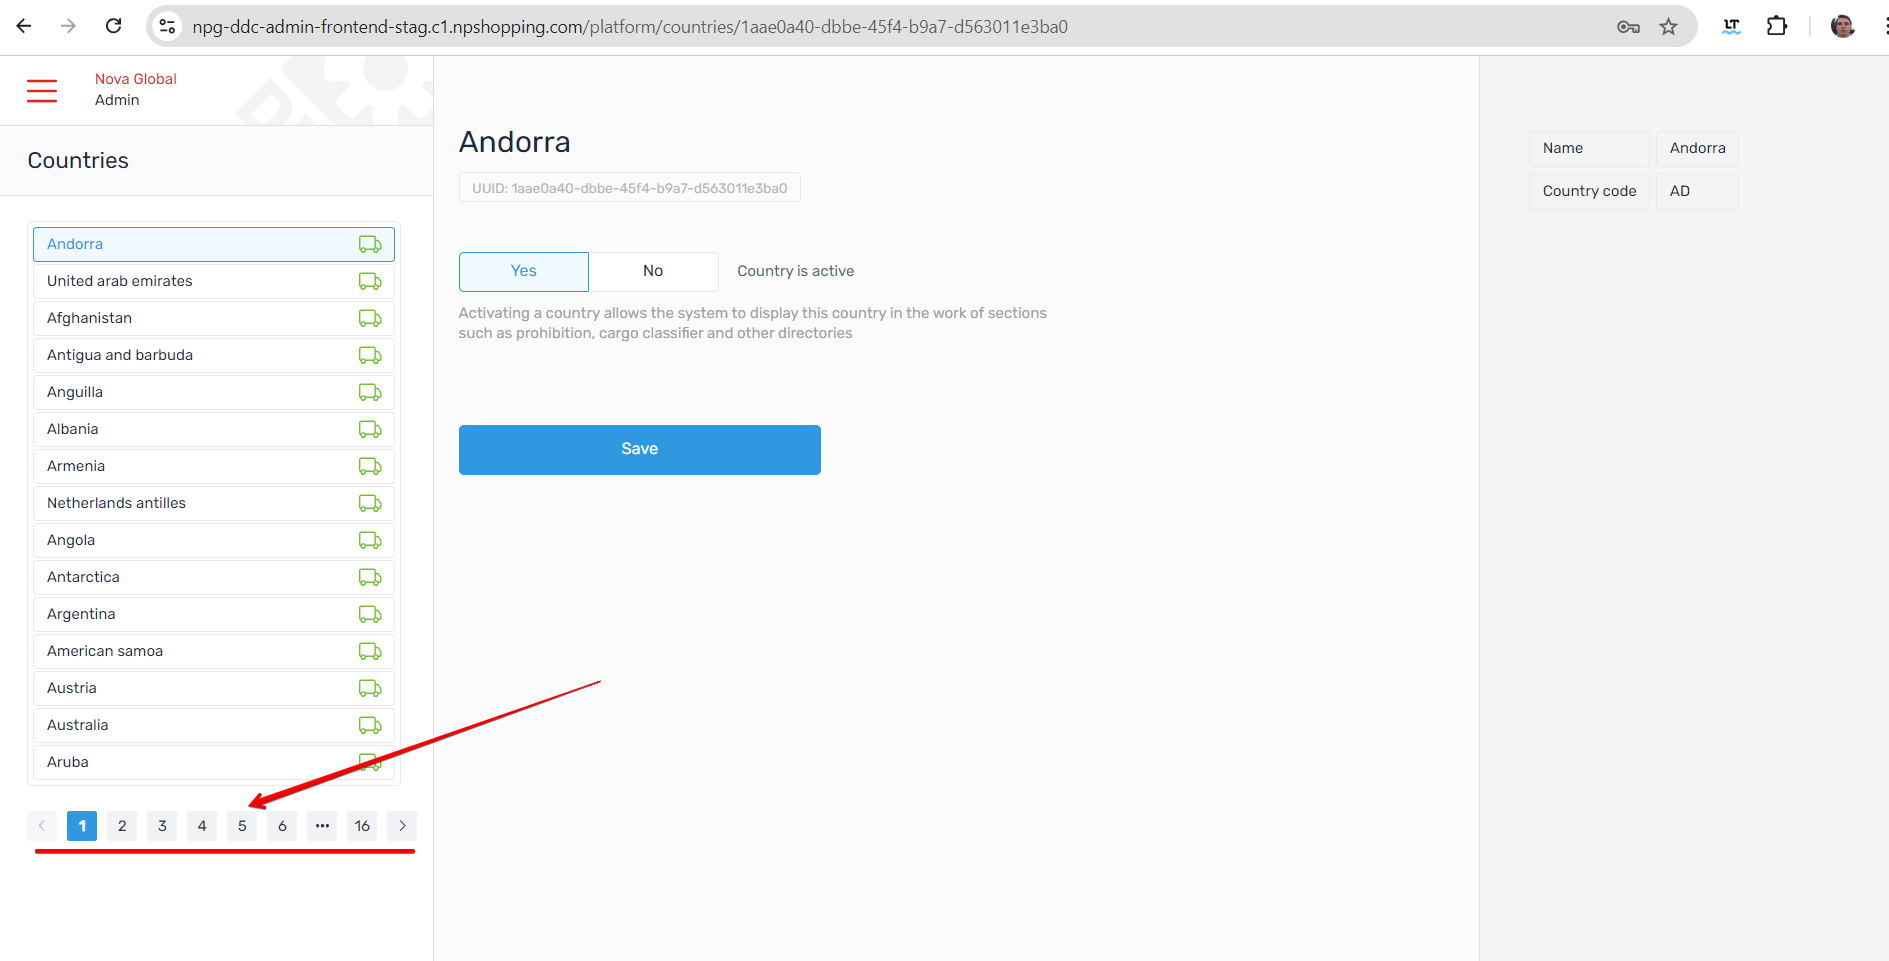 npg-ddc-admin-frontend-stag.c1.npshopping.com/platform/countries/1aae0a40-dbbe-45f4-b9a7-d563011e3ba0
LT
Nova Global
Admin
Countries
Andorra
United arab emirates
Afghanistan
Antigua and barbuda
Anguilla
Albania
Armenia
Netherlands antilles
Angola
Antarctica
Argentina
American samoa
Austria
Australia
Aruba
1 2 3 4 5 6 ••• 16
Andorra
UUID: 1aae0a40-dbbe-45f4-b9a7-d563011e3ba0
Yes No Country is active
Activating a country allows the system to display this country in the work of sections
such as prohibition, cargo classifier and other directories
Save
Name Andorra
Country code AD